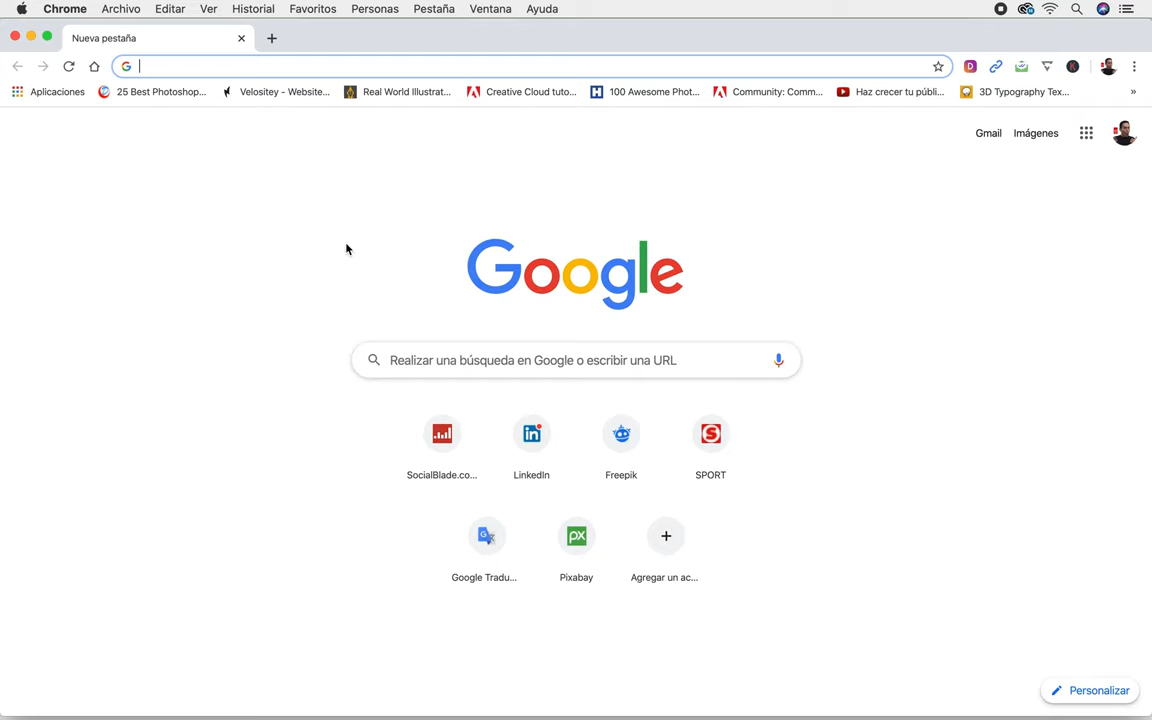 Chrome Archivo Editar Ver Historial Favoritos Personas Pestaña Ventana Ayuda
Nueva pestaña
Aplicaciones 25 Best Photoshop... Velositey - Website... Real World Illustrat... Creative Cloud tuto... 100 Awesome Phot... Community: Comm... Haz crecer tu públi... 3D Typography Tex... »
Gmail Imágenes
Google
Realizar una búsqueda en Google o escribir una URL
SocialBlade.co... LinkedIn Freepik SPORT
Google Tradu... Pixabay Agregar un ac...
Personalizar